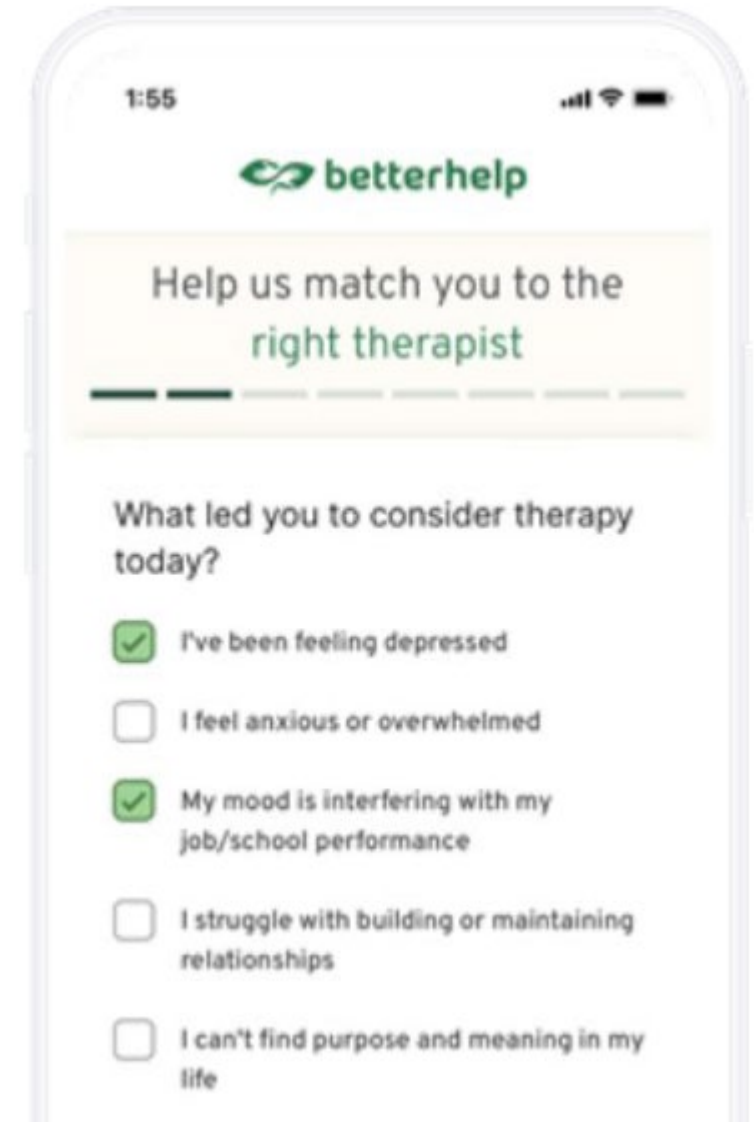 1:55
betterhelp
Help us match you to the
right therapist
What led you to consider therapy
today?
I've been feeling depressed
I feel anxious or overwhelmed
My mood is interfering with my
job/school performance
I struggle with building or maintaining
relationships
I can't find purpose and meaning in my
life